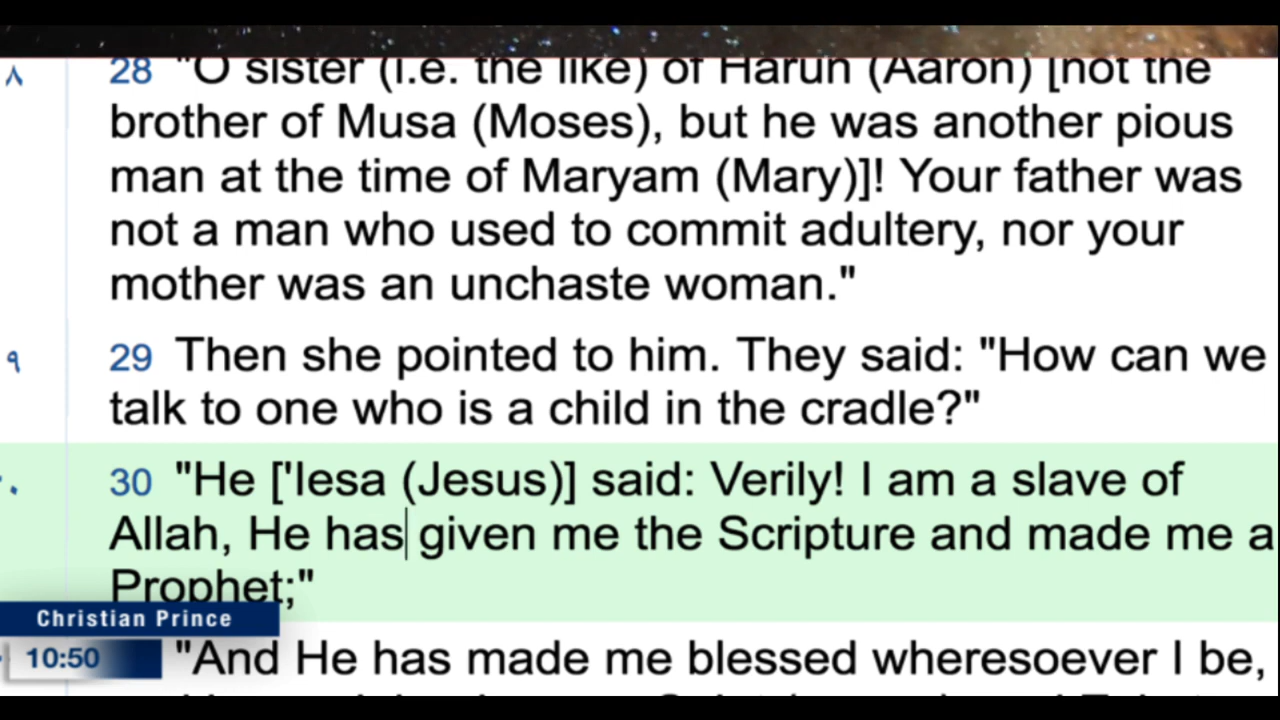 ٨
28 "O sister (i.e. the like) of Harun (Aaron) [not the
brother of Musa (Moses), but he was another pious
man at the time of Maryam (Mary)]! Your father was
not a man who used to commit adultery, nor your
mother was an unchaste woman."
٩
29 Then she pointed to him. They said: "How can we
talk to one who is a child in the cradle?"
30 "He ['Iesa (Jesus)] said: Verily! I am a slave of
Allah, He has given me the Scripture and made me a
Prophet;"
Christian Prince
10:50
"And He has made me blessed wheresoever I be,